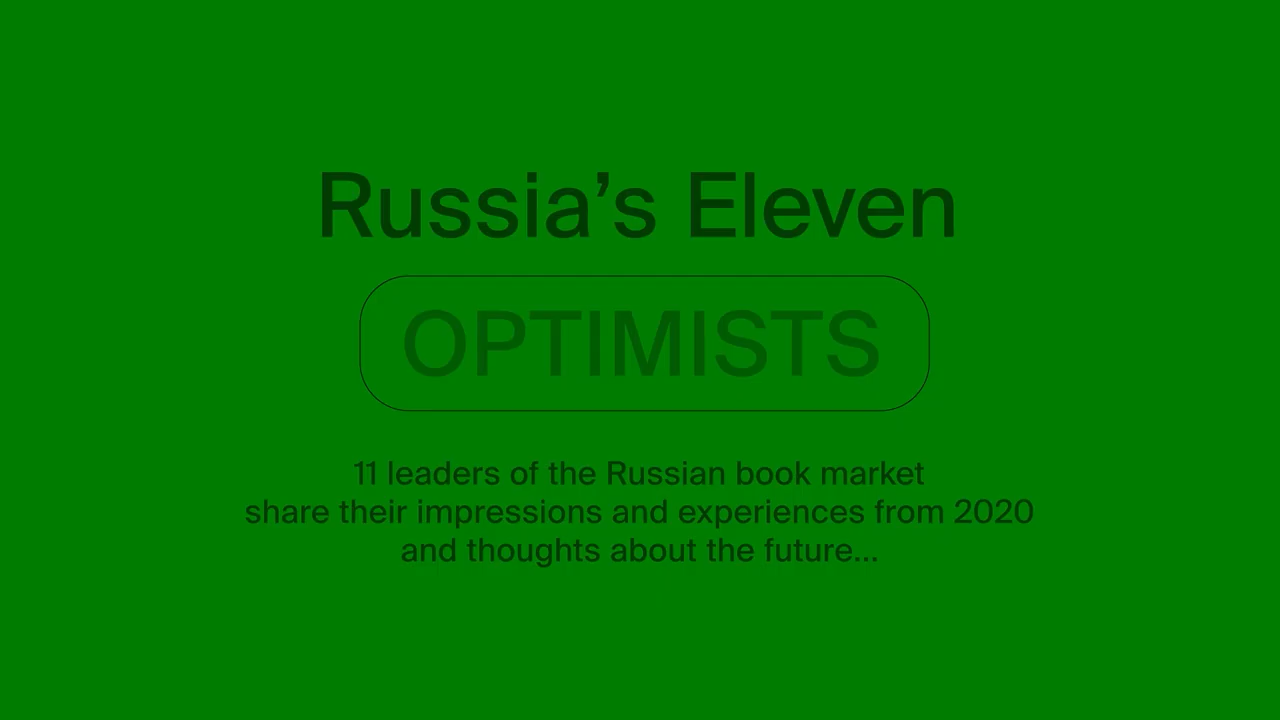 Russia’s Eleven
OPTIMISTS
11 leaders of the Russian book market
share their impressions and experiences from 2020
and thoughts about the future...